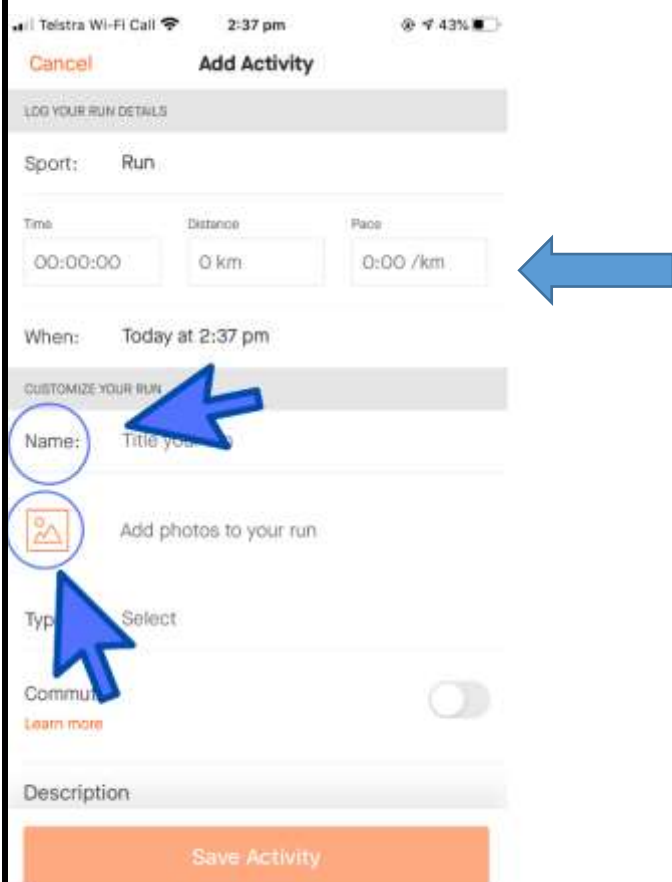 Telstra Wi-Fi Call 2:37 pm 43%
Cancel Add Activity
LOG YOUR RUN DETAILS
Sport: Run
Time Distance Pace
00:00:00 0 km 0:00 /km
When: Today at 2:37 pm
CUSTOMIZE YOUR RUN
Name: Title
Add photos to your run
Select
Learn more
Description
Save Activity